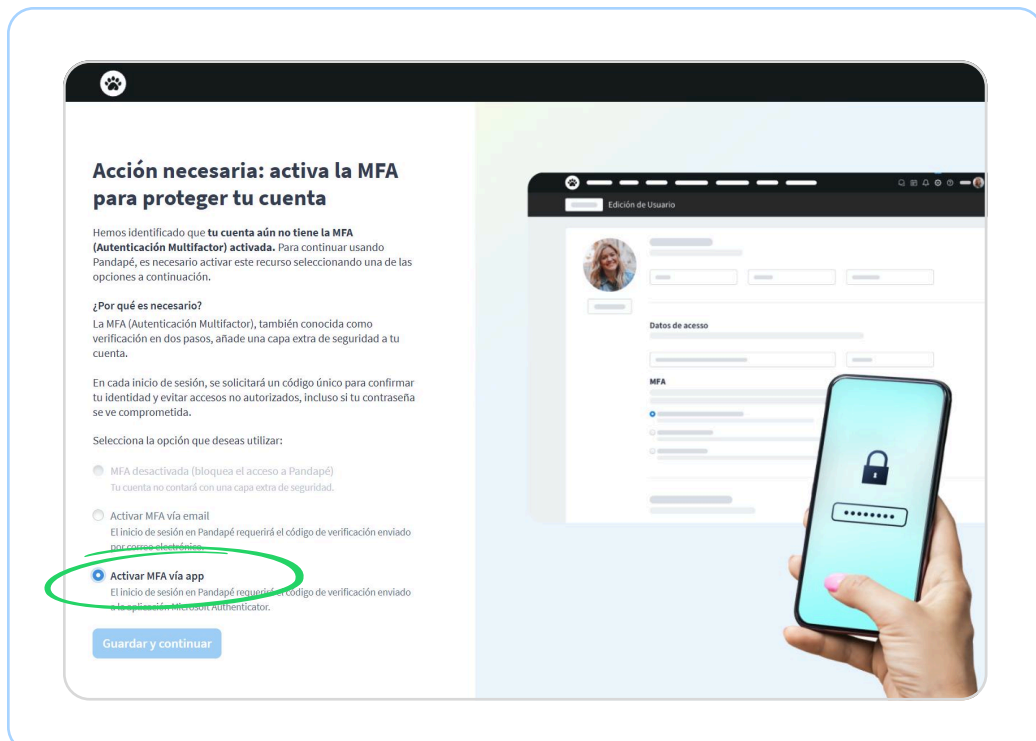 Acción necesaria: activa la MFA
para proteger tu cuenta
Hemos identificado que tu cuenta aún no tiene la MFA
(Autenticación Multifactor) activada. Para continuar usando
Pandapé, es necesario activar este recurso seleccionando una de las
opciones a continuación.
¿Por qué es necesario?
La MFA (Autenticación Multifactor), también conocida como
verificación en dos pasos, añade una capa extra de seguridad a tu
cuenta.
En cada inicio de sesión, se solicitará un código único para confirmar
tu identidad y evitar accesos no autorizados, incluso si tu contraseña
se ve comprometida.
Selecciona la opción que deseas utilizar:
MFA desactivada (bloquea el acceso a Pandapé)
Tu cuenta no contará con una capa extra de seguridad.
Activar MFA vía email
El inicio de sesión en Pandapé requerirá el código de verificación enviado
por correo electrónico.
Activar MFA vía app
El inicio de sesión en Pandapé requerirá el código de verificación enviado
a la aplicación Microsoft Authenticator.
Guardar y continuar
Edición de Usuario
Datos de acesso
MFA